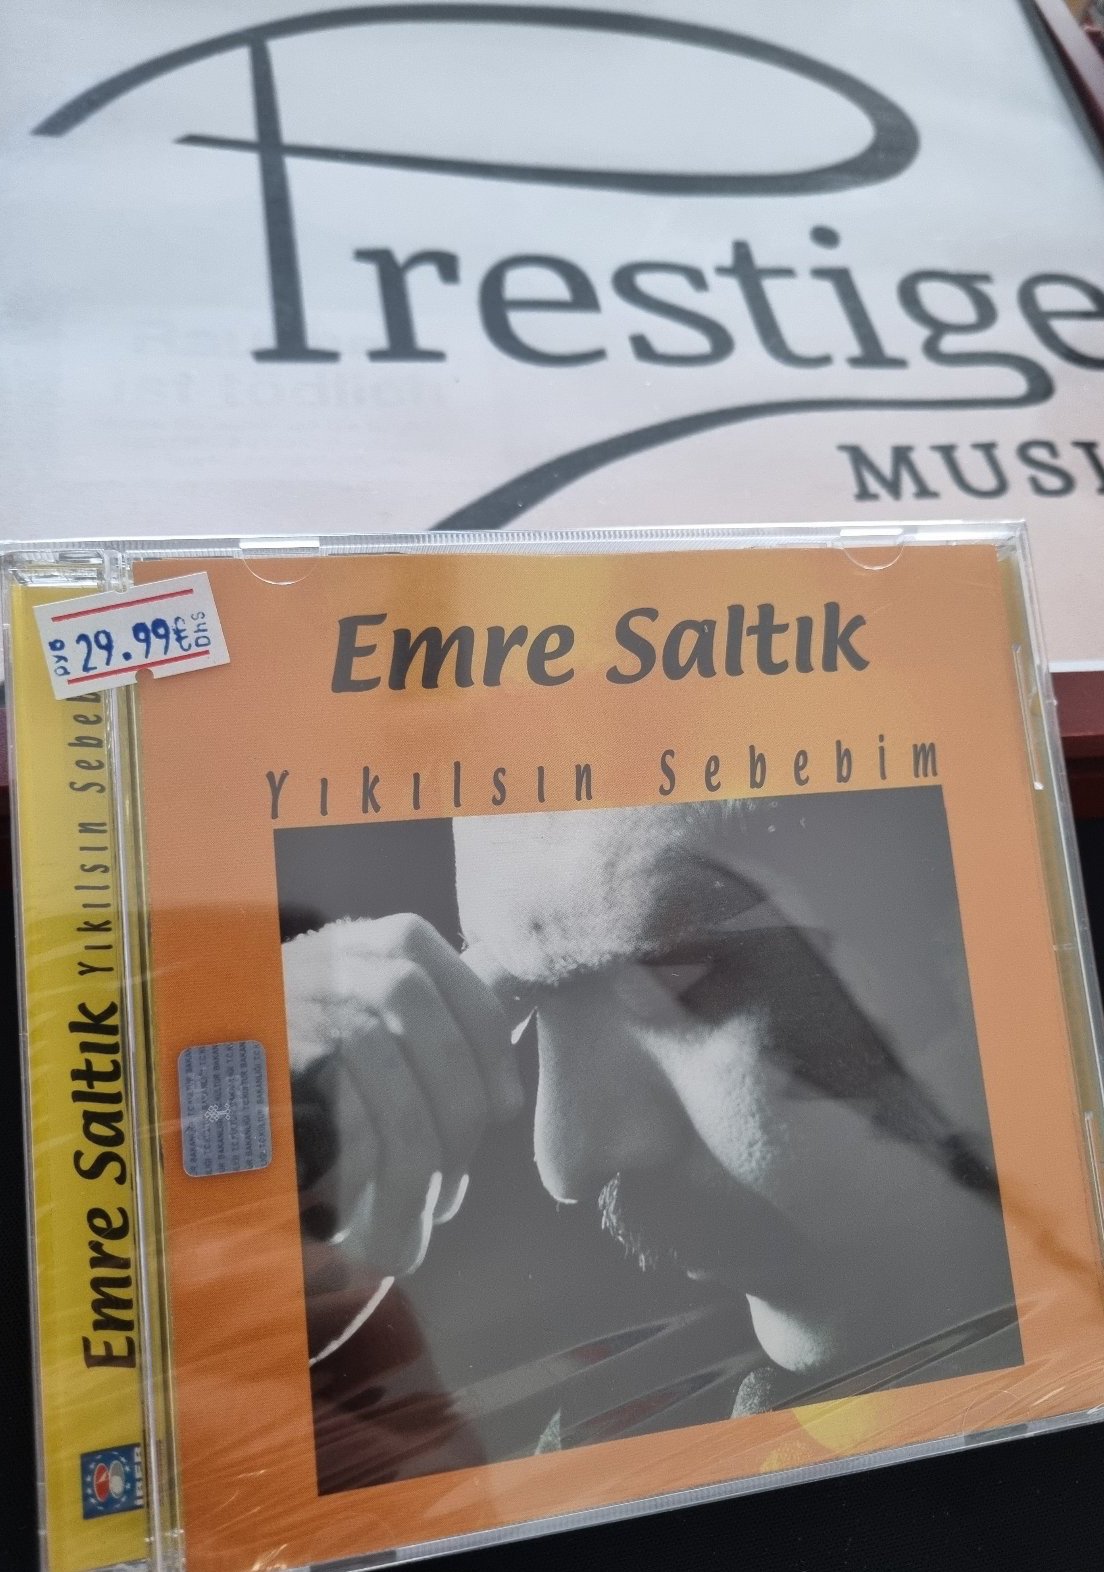 Prestige
MUSI
29.99€
Emre Saltık
Yıkılsın Sebebim
Emre Saltık Yıkılsın Sebeb